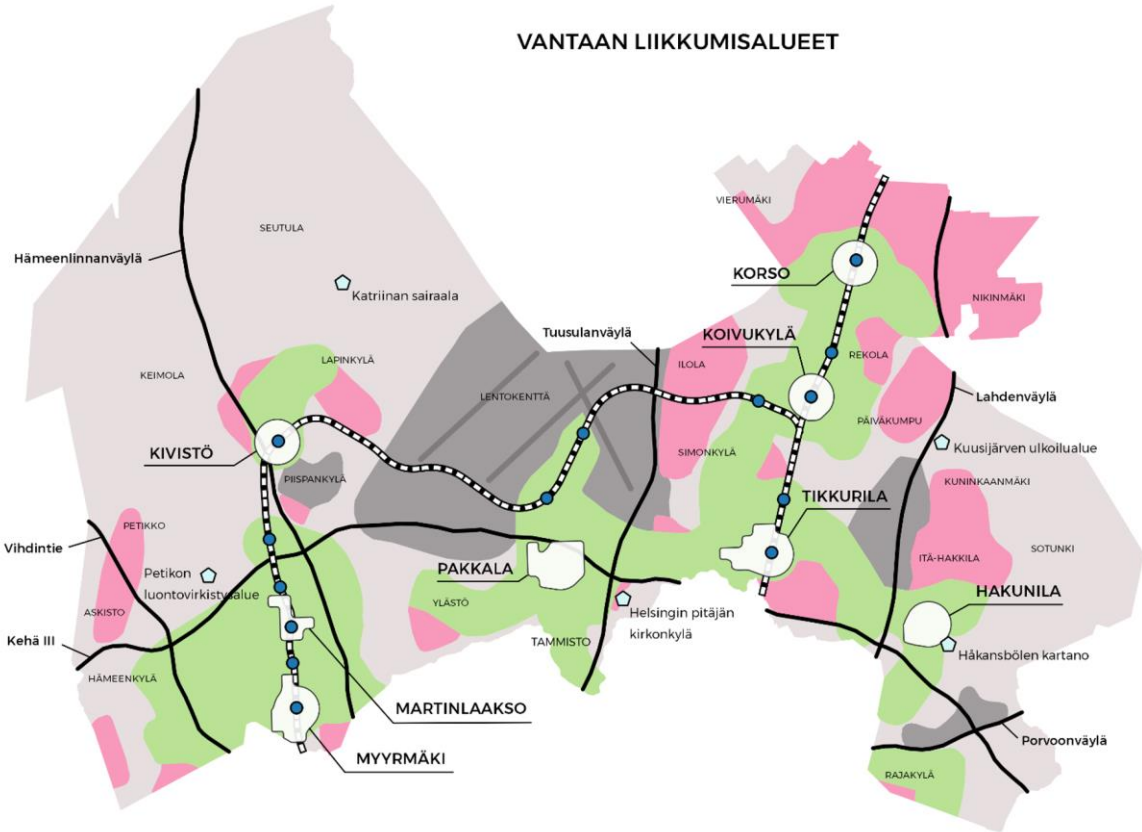 VANTAAN LIIKKUMISALUEET
VIERUMÄKI
SEUTULA
Hämeenlinnanväylä
KORSO
Katriinan sairaala
NIKINMÄKI
Tuusulanväylä
KOIVUKYLÄ
LAPINKYLÄ
ILOLA
REKOLA
KEIMOLA
LENTOKENTTÄ
Lahdenväylä
PÄIVÄKUMPU
Kuusijärven ulkoilualue
KIVISTÖ
SIMONKYLÄ
PIISPANKYLÄ
KUNINKAANMÄKI
TIKKURILA
PETIKKO
Vihdintie
SOTUNKI
ITÄ-HAKKILA
PAKKALA
Petikon
luontovirkistysalue
HAKUNILA
YLÄSTÖ
ASKISTO
Helsingin pitäjän
kirkonkylä
Kehä III
TAMMISTO
Håkansbölen kartano
HÄMEENKYLÄ
MARTINLAAKSO
Porvoonväylä
MYYRMÄKI
RAJAKYLÄ